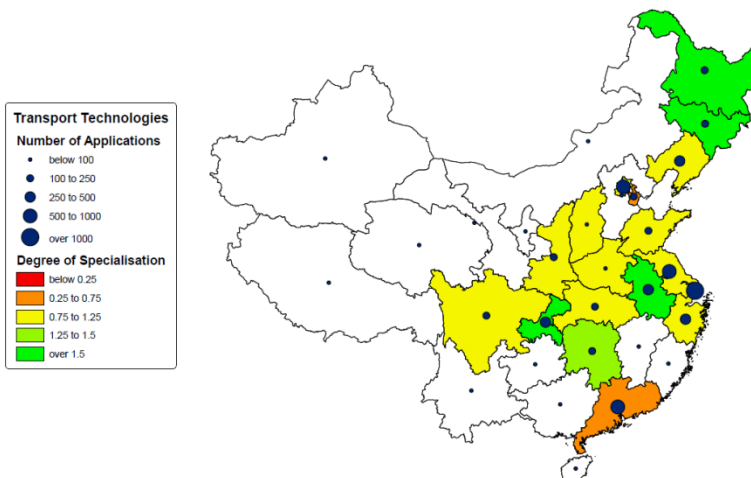 Transport Technologies
Number of Applications
below 100
100 to 250
250 to 500
500 to 1000
over 1000
Degree of Specialisation
below 0.25
0.25 to 0.75
0.75 to 1.25
1.25 to 1.5
over 1.5